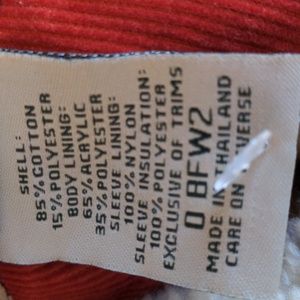 SHELL:
85% COTTON
15% POLYESTER
BODY LINING:
65% ACRYLIC
35% POLYESTER
SLEEVE LINING:
100% NYLON
SLEEVE INSULATION:
100% POLYESTER
EXCLUSIVE OF TRIMS
0 BFW2
MADE IN THAILAND
CARE ON REVERSE